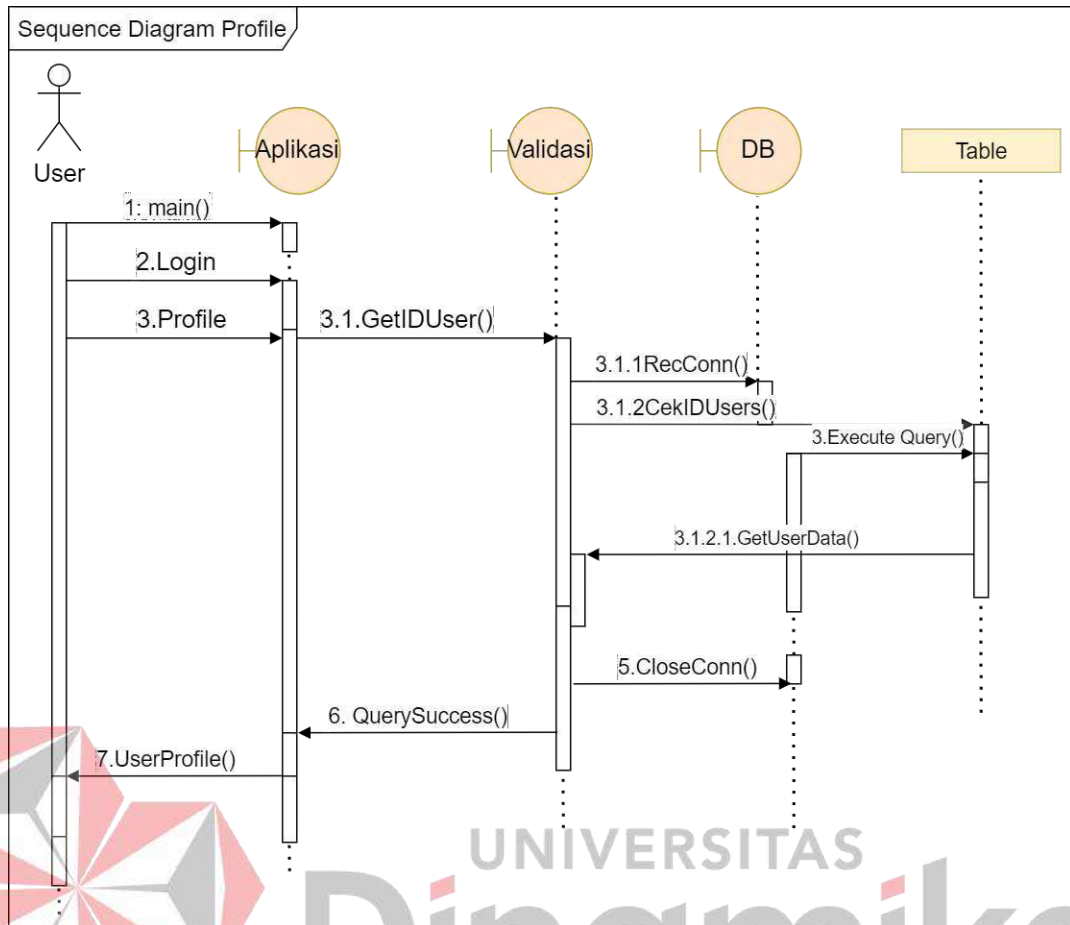 Sequence Diagram Profile
User
Aplikasi
Validasi
DB
Table
1: main()
2.Login
3.Profile
3.1.GetIDUser()
3.1.1RecConn()
3.1.2CekIDUsers()
3.Execute Query()
3.1.2.1.GetUserData()
5.CloseConn()
6. QuerySuccess()
7.UserProfile()
UNIVERSITAS
Dinamika